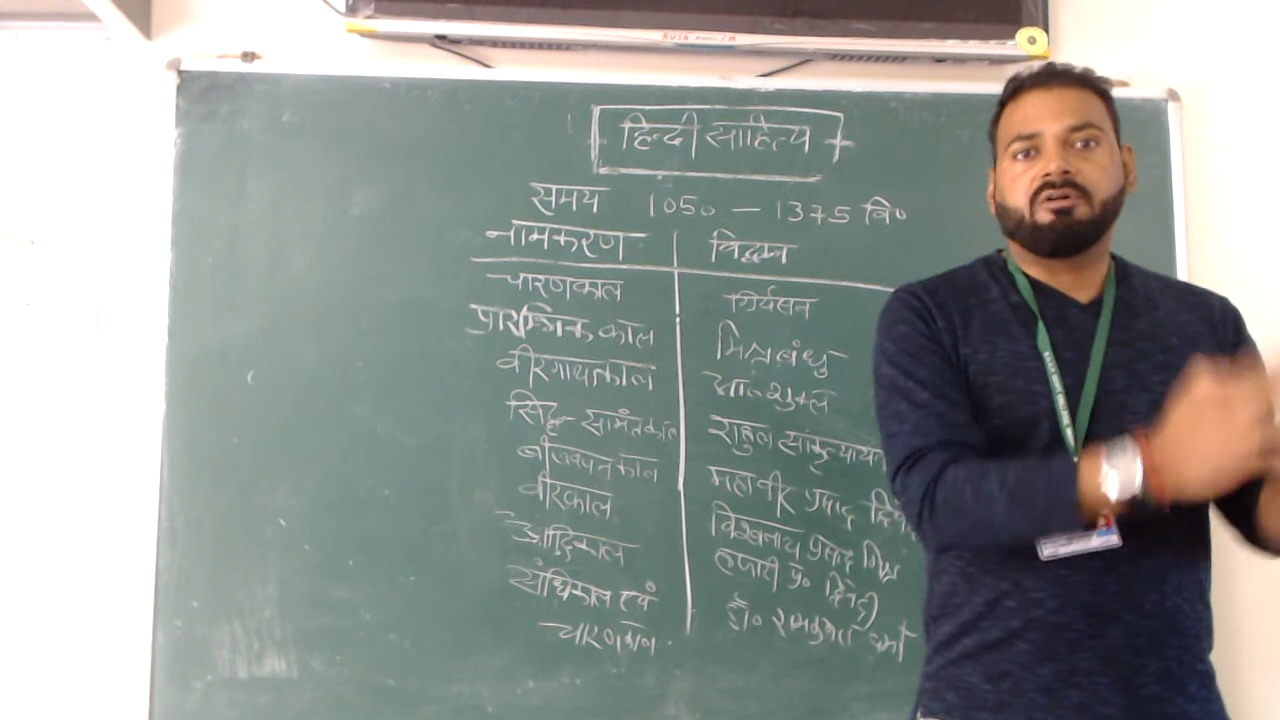 हिन्दी साहित्य
समय 1050 — 1375 वि०
नामकरण विद्वान
चारणकाल ग्रियर्सन
प्रारम्भिक काल मिश्रबंधु
वीरगाथाकाल आ० शुक्ल
सिद्ध - सामंतकाल राहुल सांकृत्यायन
बीजवपनकाल महावीर प्रसाद
वीरकाल विश्वनाथ प्रसाद मिश्र
आदिकाल हजारी प्र० द्विवेदी
संधिकाल एवं डॉ० रामकुमार वर्मा
चारणकाल